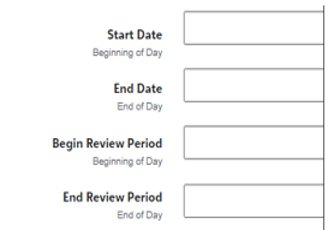 Start Date
Beginning of Day
End Date
End of Day
Begin Review Period
Beginning of Day
End Review Period
End of Day